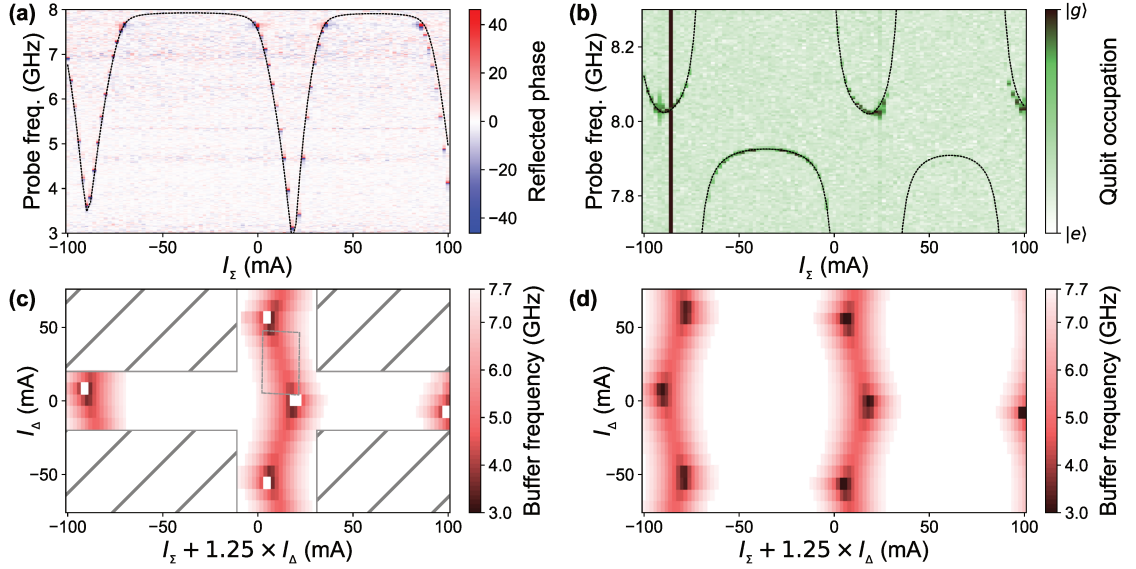 (a)
8
7
6
5
4
3
Probe freq. (GHz)
−100
−50
0
50
100
I_Σ (mA)
40
20
0
−20
−40
Reflected phase
(b)
8.2
8.0
7.8
Probe freq. (GHz)
−100
−50
0
50
100
I_Σ (mA)
|g⟩
|e⟩
Qubit occupation
(c)
50
0
−50
I_Δ (mA)
−100
−50
0
50
100
I_Σ + 1.25 × I_Δ (mA)
7.7
7.0
6.0
5.0
4.0
3.0
Buffer frequency (GHz)
(d)
50
0
−50
I_Δ (mA)
−100
−50
0
50
100
I_Σ + 1.25 × I_Δ (mA)
7.7
7.0
6.0
5.0
4.0
3.0
Buffer frequency (GHz)